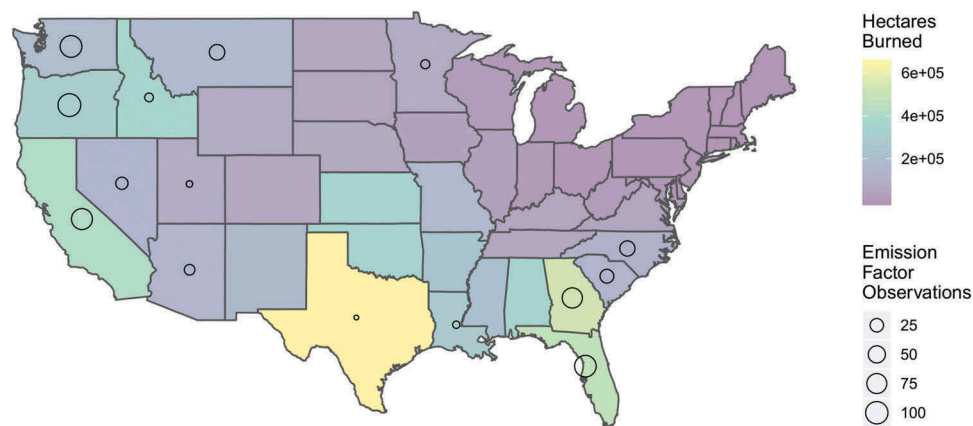 Hectares
Burned
6e+05
4e+05
2e+05
Emission
Factor
Observations
25
50
75
100